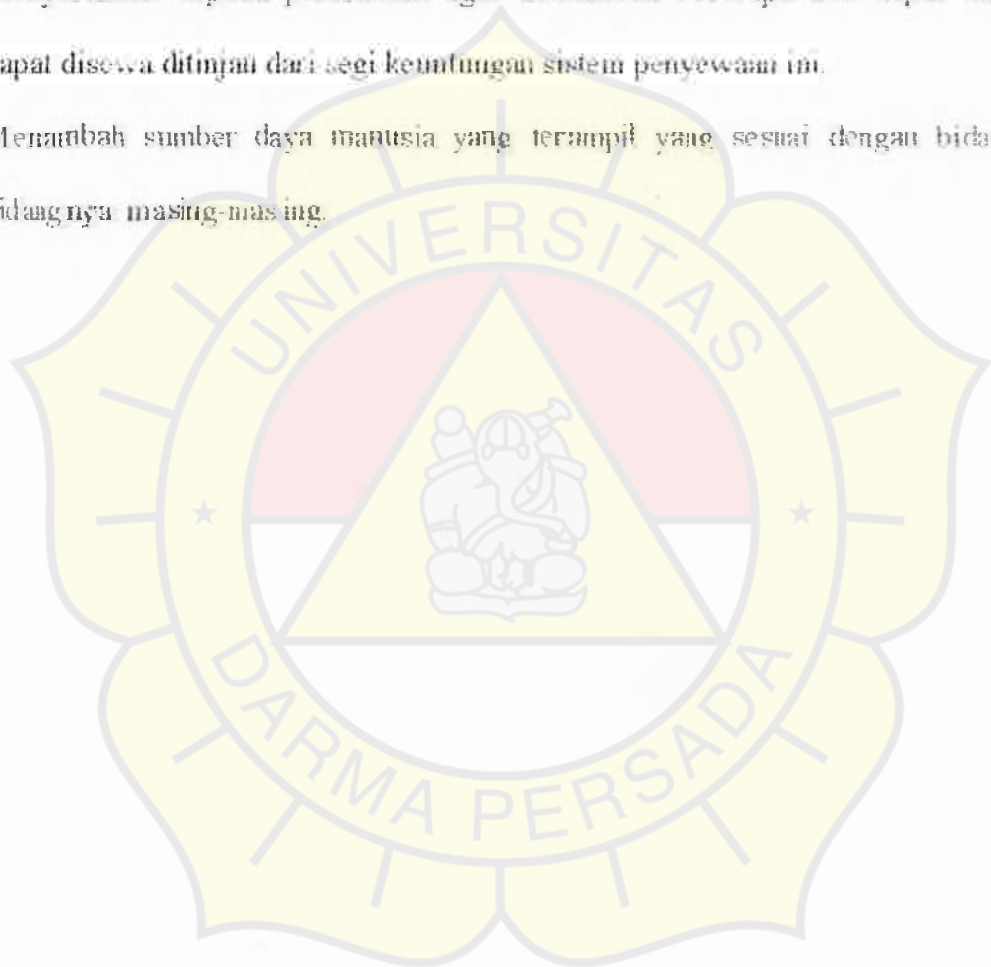 apat disewa ditinjau dari segi keuntungan sistem penyewaan ini.
Menambah sumber daya manusia yang terampil yang sesuai dengan bida
idangnya masing-masing.
UNIVERSITAS
DARMA PERSADA